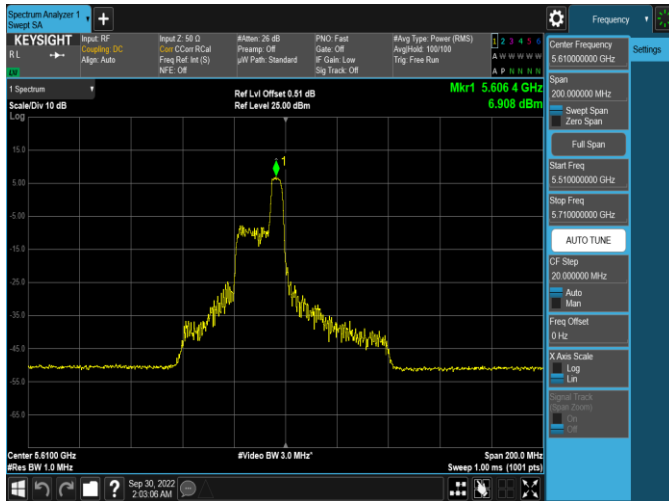 Spectrum Analyzer 1
Swept SA
+
Frequency
KEYSIGHT
RL
LXI
Input: RF
Coupling: DC
Align: Auto
Input Z: 50 Ω
Corr CCorr RCal
Freq Ref: Int (S)
NFE: Off
#Atten: 26 dB
Preamp: Off
µW Path: Standard
PNO: Fast
Gate: Off
IF Gain: Low
Sig Track: Off
#Avg Type: Power (RMS)
Avg|Hold: 100/100
Trig: Free Run
1 2 3 4 5 6
A W W W W W
A P N N N N
1 Spectrum
Scale/Div 10 dB
Log
Ref Lvl Offset 0.51 dB
Ref Level 25.00 dBm
Mkr1 5.606 4 GHz
6.908 dBm
15.0
5.00
-5.00
-15.0
-25.0
-35.0
-45.0
-55.0
-65.0
1
Center 5.6100 GHz
#Res BW 1.0 MHz
#Video BW 3.0 MHz*
Span 200.0 MHz
Sweep 1.00 ms (1001 pts)
Center Frequency
5.610000000 GHz
Settings
Span
200.000000 MHz
Swept Span
Zero Span
Full Span
Start Freq
5.510000000 GHz
Stop Freq
5.710000000 GHz
AUTO TUNE
CF Step
20.000000 MHz
Auto
Man
Freq Offset
0 Hz
X Axis Scale
Log
Lin
Signal Track
(Span Zoom)
On
Off
?
Sep 30, 2022
2:03:06 AM